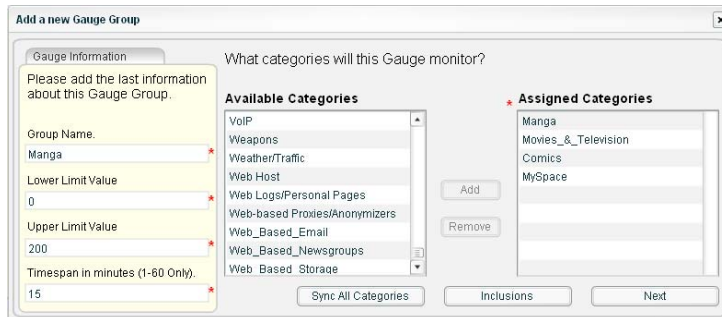 Add a new Gauge Group
x
Gauge Information
Please add the last information
about this Gauge Group.
Group Name.
Manga
*
Lower Limit Value
0
*
Upper Limit Value
200
*
Timespan in minutes (1-60 Only).
15
*
What categories will this Gauge monitor?
Available Categories
VoIP
Weapons
Weather/Traffic
Web Host
Web Logs/Personal Pages
Web-based Proxies/Anonymizers
Web_Based_Email
Web_Based_Newsgroups
Web_Based_Storage
Add
Remove
* Assigned Categories
Manga
Movies_&_Television
Comics
MySpace
Sync All Categories
Inclusions
Next